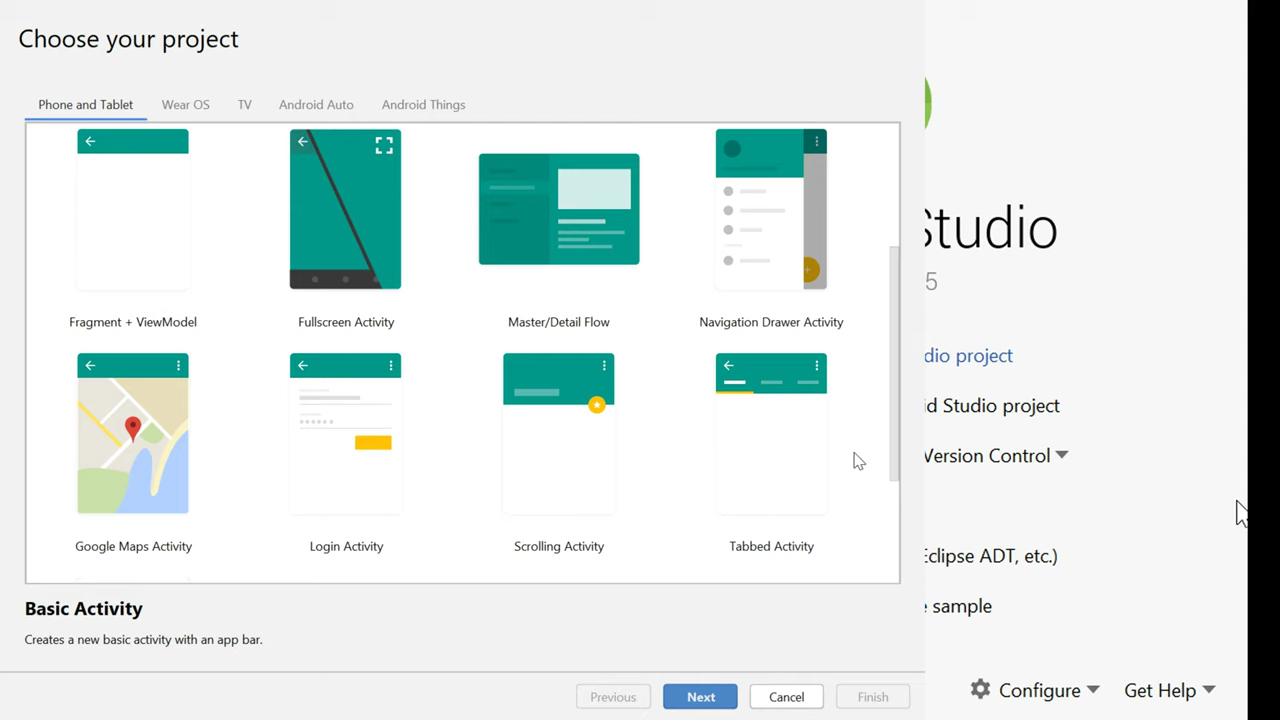 Choose your project
Phone and Tablet Wear OS TV Android Auto Android Things
Fragment + ViewModel Fullscreen Activity Master/Detail Flow Navigation Drawer Activity
Google Maps Activity Login Activity Scrolling Activity Tabbed Activity
Basic Activity
Creates a new basic activity with an app bar.
Previous Next Cancel Finish
Studio
5
dio project
d Studio project
Version Control
Eclipse ADT, etc.)
sample
Configure Get Help